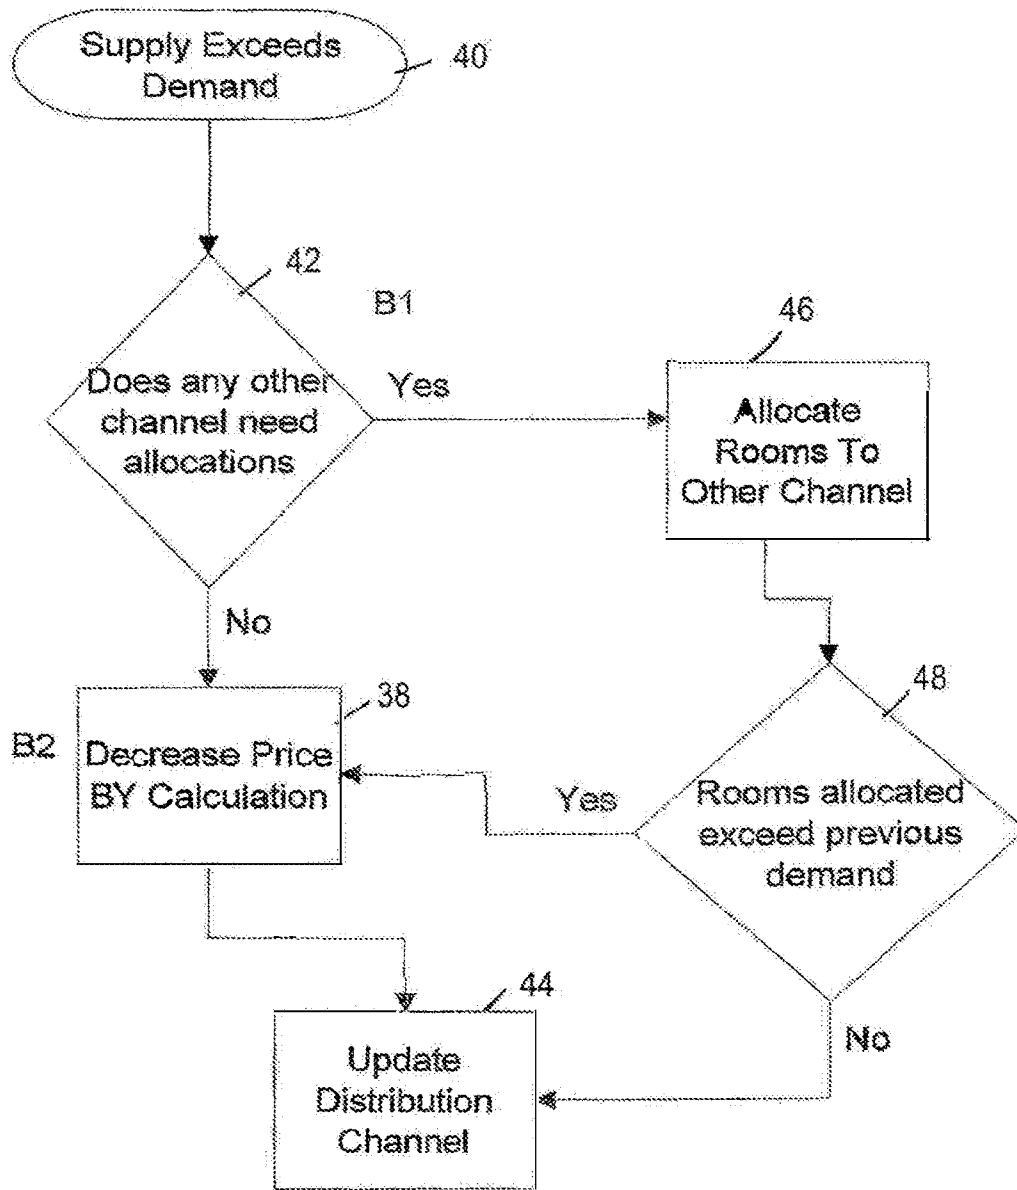 Supply Exceeds
Demand
40
42
B1
Does any other
channel need
allocations
Yes
46
Allocate
Rooms To
Other Channel
No
38
B2
Decrease Price
BY Calculation
48
Yes
Rooms allocated
exceed previous
demand
44
No
Update
Distribution
Channel